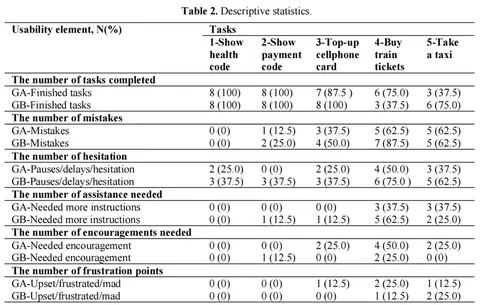 Table 2. Descriptive statistics.
Usability element, N(%) Tasks
1-Show health code 2-Show payment code 3-Top-up cellphone card 4-Buy train tickets 5-Take a taxi
The number of tasks completed
GA-Finished tasks 8 (100) 8 (100) 7 (87.5 ) 6 (75.0) 3 (37.5)
GB-Finished tasks 8 (100) 8 (100) 8 (100) 3 (37.5) 6 (75.0)
The number of mistakes
GA-Mistakes 0 (0) 1 (12.5) 3 (37.5) 5 (62.5) 5 (62.5)
GB-Mistakes 0 (0) 2 (25.0) 4 (50.0) 7 (87.5) 5 (62.5)
The number of hesitation
GA-Pauses/delays/hesitation 2 (25.0) 0 (0) 2 (25.0) 4 (50.0) 3 (37.5)
GB-Pauses/delays/hesitation 3 (37.5) 3 (37.5) 3 (37.5) 6 (75.0 ) 5 (62.5)
The number of assistance needed
GA-Needed more instructions 0 (0) 0 (0) 0 (0) 3 (37.5) 3 (37.5)
GB-Needed more instructions 0 (0) 1 (12.5) 1 (12.5) 5 (62.5) 2 (25.0)
The number of encouragements needed
GA-Needed encouragement 0 (0) 0 (0) 2 (25.0) 4 (50.0) 2 (25.0)
GB-Needed encouragement 0 (0) 1 (12.5) 0 (0) 2 (25.0) 0 (0)
The number of frustration points
GA-Upset/frustrated/mad 0 (0) 0 (0) 1 (12.5) 2 (25.0) 1 (12.5)
GB-Upset/frustrated/mad 0 (0) 0 (0) 0 (0) 1 (12.5) 2 (25.0)